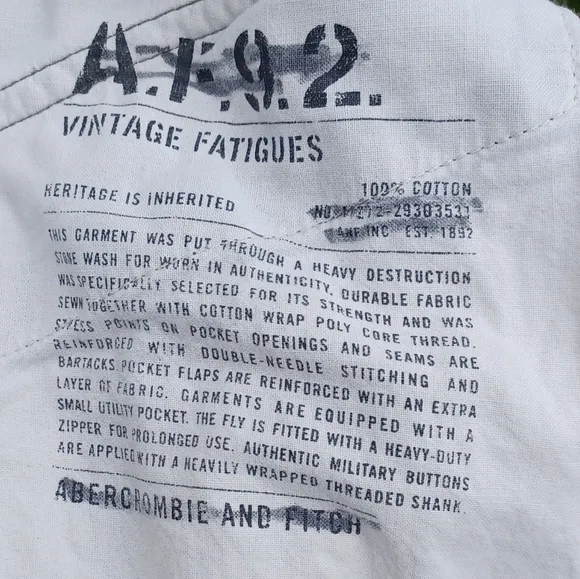 A.F.9.2.
VINTAGE FATIGUES
HERITAGE IS INHERITED
100% COTTON
NO. 11272-29303531
ANF INC EST. 1892
THIS GARMENT WAS PUT THROUGH A HEAVY DESTRUCTION
STONE WASH FOR WORN IN AUTHENTICITY. DURABLE FABRIC
WAS SPECIFICALLY SELECTED FOR ITS STRENGTH AND WAS
SEWN TOGETHER WITH COTTON WRAP POLY CORE THREAD.
STRESS POINTS ON POCKET OPENINGS AND SEAMS ARE
REINFORCED WITH DOUBLE-NEEDLE STITCHING AND
BARTACKS. POCKET FLAPS ARE REINFORCED WITH AN EXTRA
LAYER OF FABRIC. GARMENTS ARE EQUIPPED WITH A
SMALL UTILITY POCKET. THE FLY IS FITTED WITH A HEAVY-DUTY
ZIPPER FOR PROLONGED USE. AUTHENTIC MILITARY BUTTONS
ARE APPLIED WITH A HEAVILY WRAPPED THREADED SHANK.
ABERCROMBIE AND FITCH